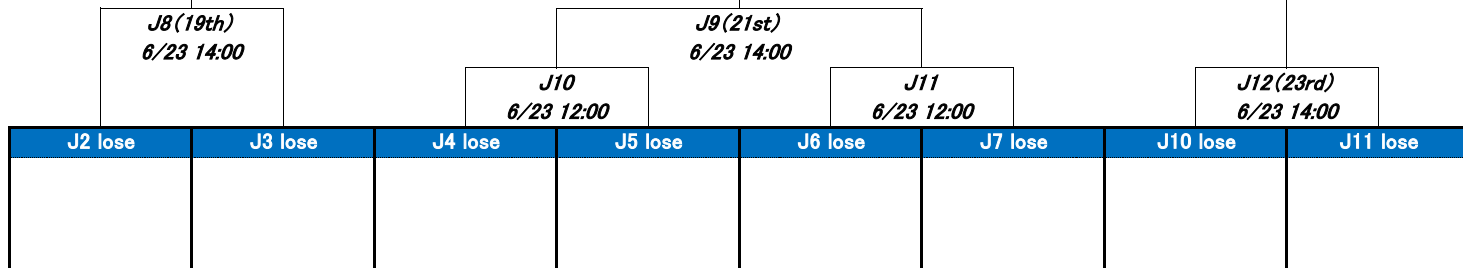 J8(19th)
6/23 14:00
J9(21st)
6/23 14:00
J10
6/23 12:00
J11
6/23 12:00
J12(23rd)
6/23 14:00
J2 lose
J3 lose
J4 lose
J5 lose
J6 lose
J7 lose
J10 lose
J11 lose